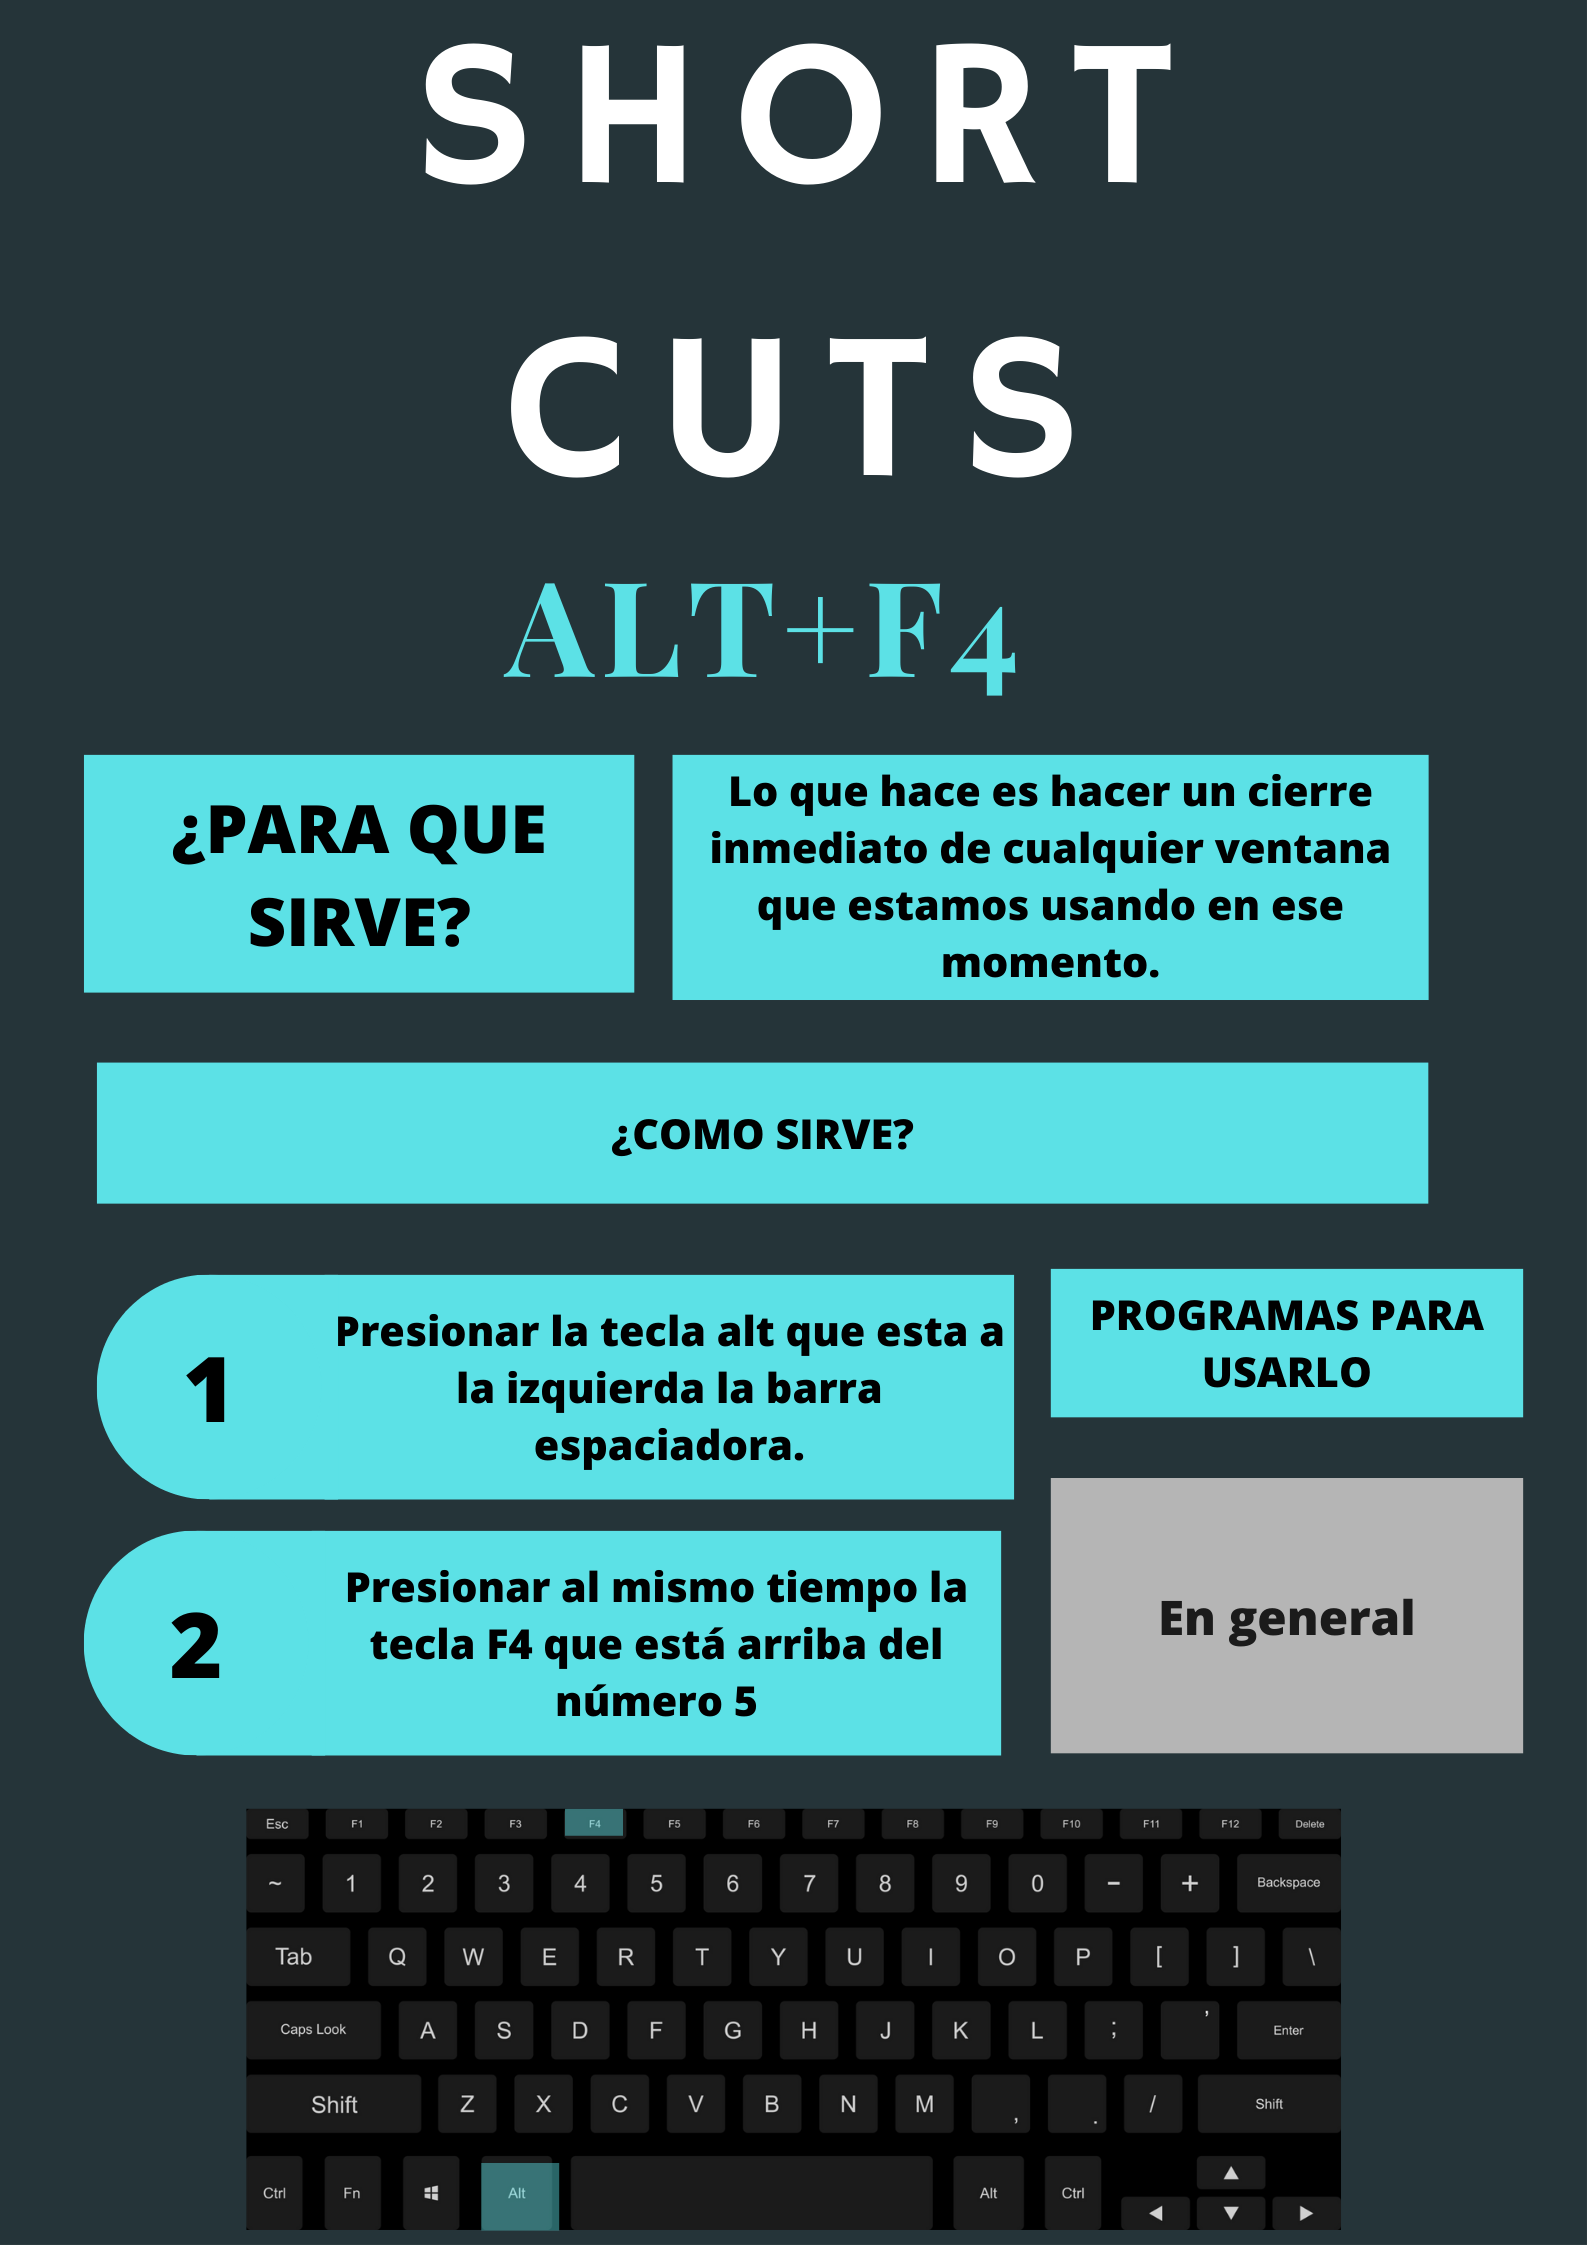 SHORT
CUTS
ALT+F4
¿PARA QUE
SIRVE?
Lo que hace es hacer un cierre
inmediato de cualquier ventana
que estamos usando en ese
momento.
¿COMO SIRVE?
1
Presionar la tecla alt que esta a
la izquierda la barra
espaciadora.
2
Presionar al mismo tiempo la
tecla F4 que está arriba del
número 5
PROGRAMAS PARA
USARLO
En general
Esc F1 F2 F3 F4 F5 F6 F7 F8 F9 F10 F11 F12 Delete
~ 1 2 3 4 5 6 7 8 9 0 - + Backspace
Tab Q W E R T Y U I O P [ ] \
Caps Look A S D F G H J K L ; ' Enter
Shift Z X C V B N M , . / Shift
Ctrl Fn Alt Alt Ctrl